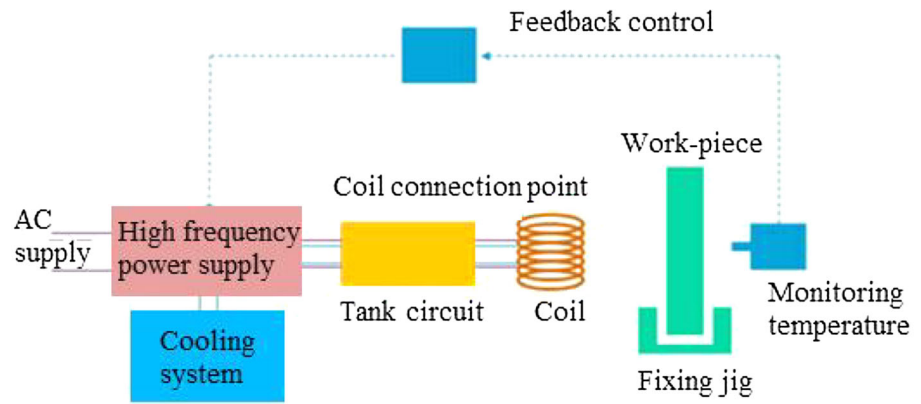 Feedback control
Work-piece
Coil connection point
AC
supply
High frequency
power supply
Tank circuit
Coil
Monitoring
temperature
Cooling
system
Fixing jig